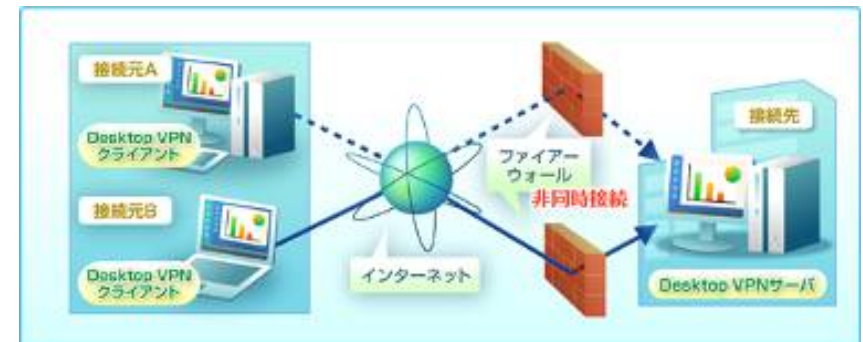 接続元A
Desktop VPN
クライアント
接続元B
Desktop VPN
クライアント
インターネット
ファイアー
ウォール
非同時接続
接続先
Desktop VPNサーバ